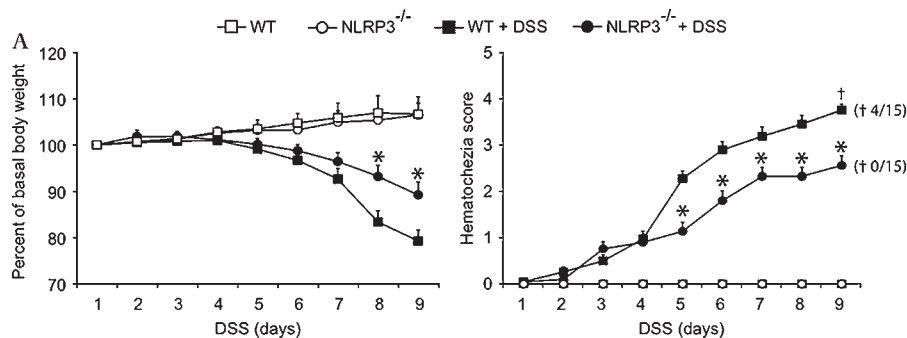 WT NLRP3-/- WT + DSS NLRP3-/- + DSS
A
Percent of basal body weight
120
110
100
90
80
70
* *
1 2 3 4 5 6 7 8 9
DSS (days)
Hematochezia score
5
4
3
2
1
0
†
(† 4/15)
* * * * *
(† 0/15)
1 2 3 4 5 6 7 8 9
DSS (days)